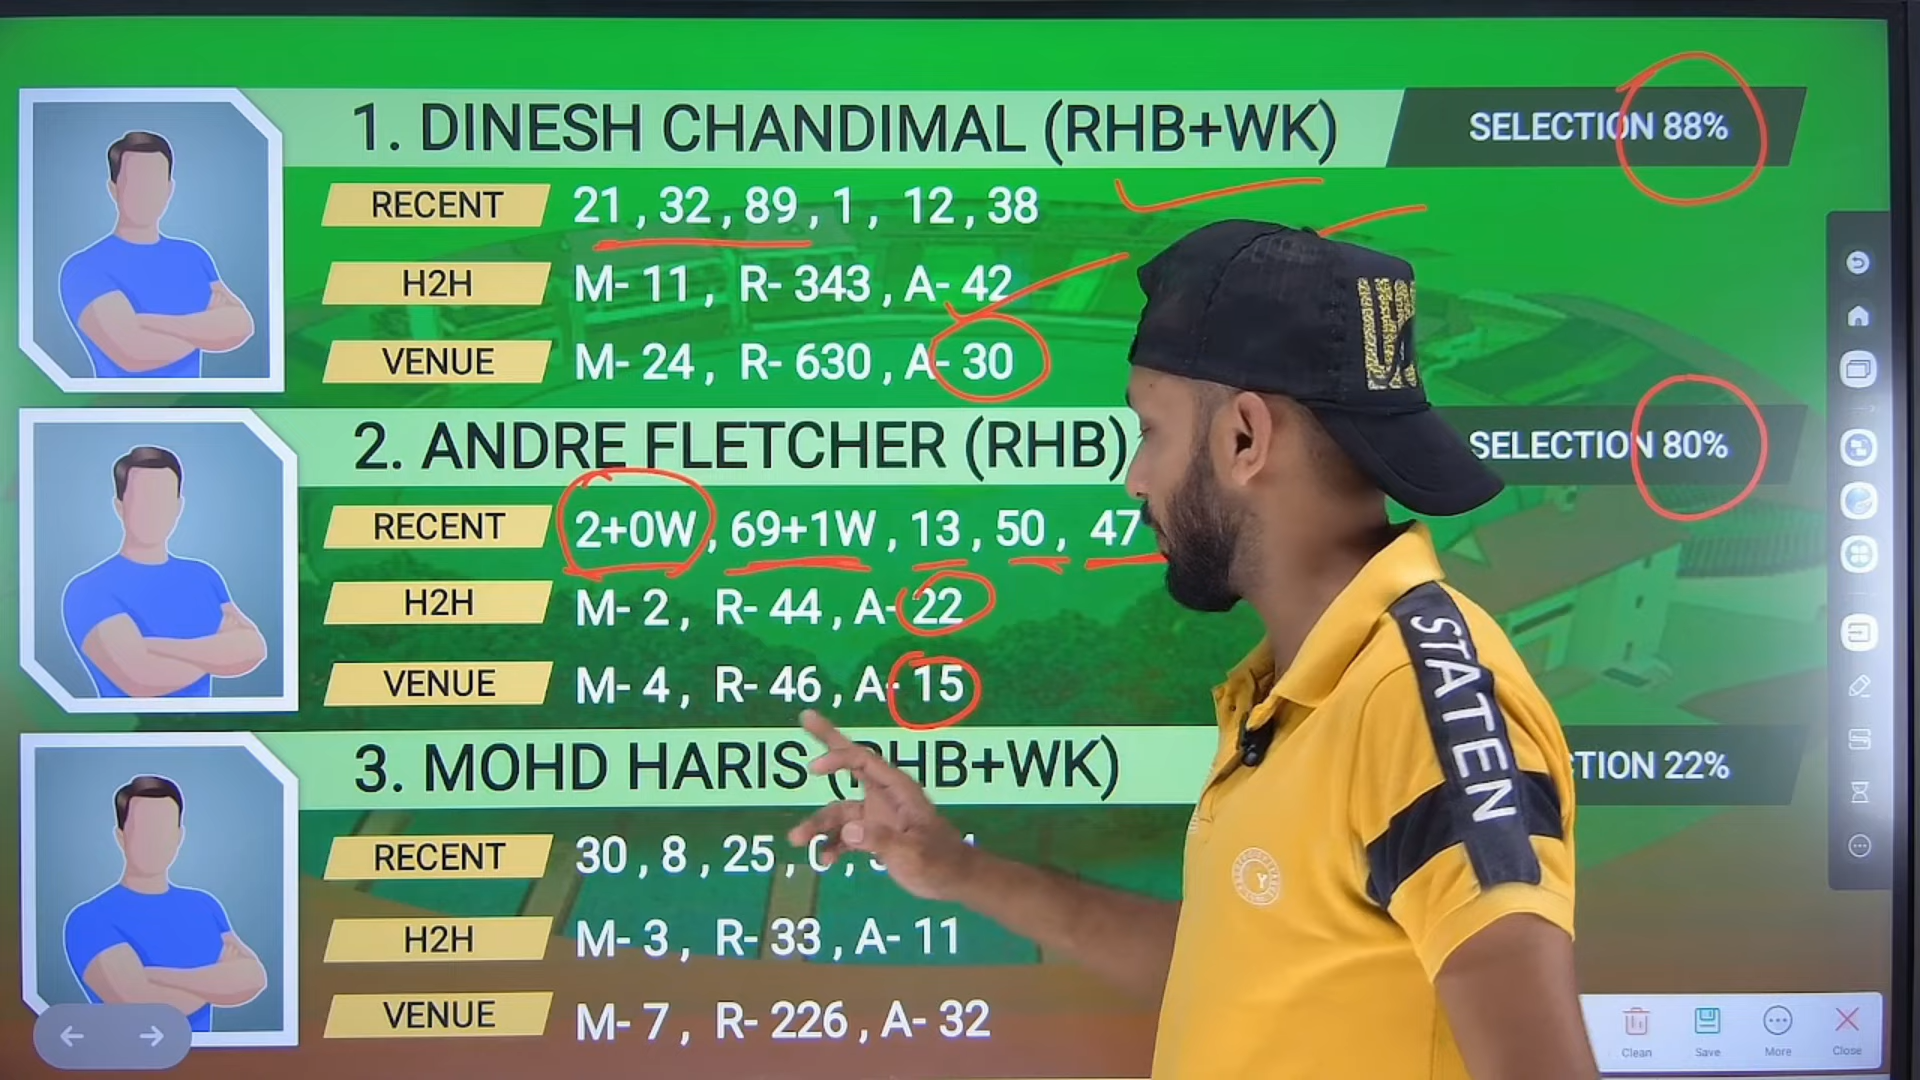 1. DINESH CHANDIMAL (RHB+WK)
SELECTION 88%
RECENT 21 , 32 , 89 , 1 , 12 , 38
H2H M- 11 , R- 343 , A- 42
VENUE M- 24 , R- 630 , A- 30
2. ANDRE FLETCHER (RHB)
SELECTION 80%
RECENT 2+0W , 69+1W , 13 , 50 , 47
H2H M- 2 , R- 44 , A- 22
VENUE M- 4 , R- 46 , A- 15
3. MOHD HARIS (RHB+WK)
22%
RECENT 30 , 8 , 25 ,
H2H M- 3 , R- 33 , A- 11
VENUE M- 7 , R- 226 , A- 32
STATEN
Clean Save More Close